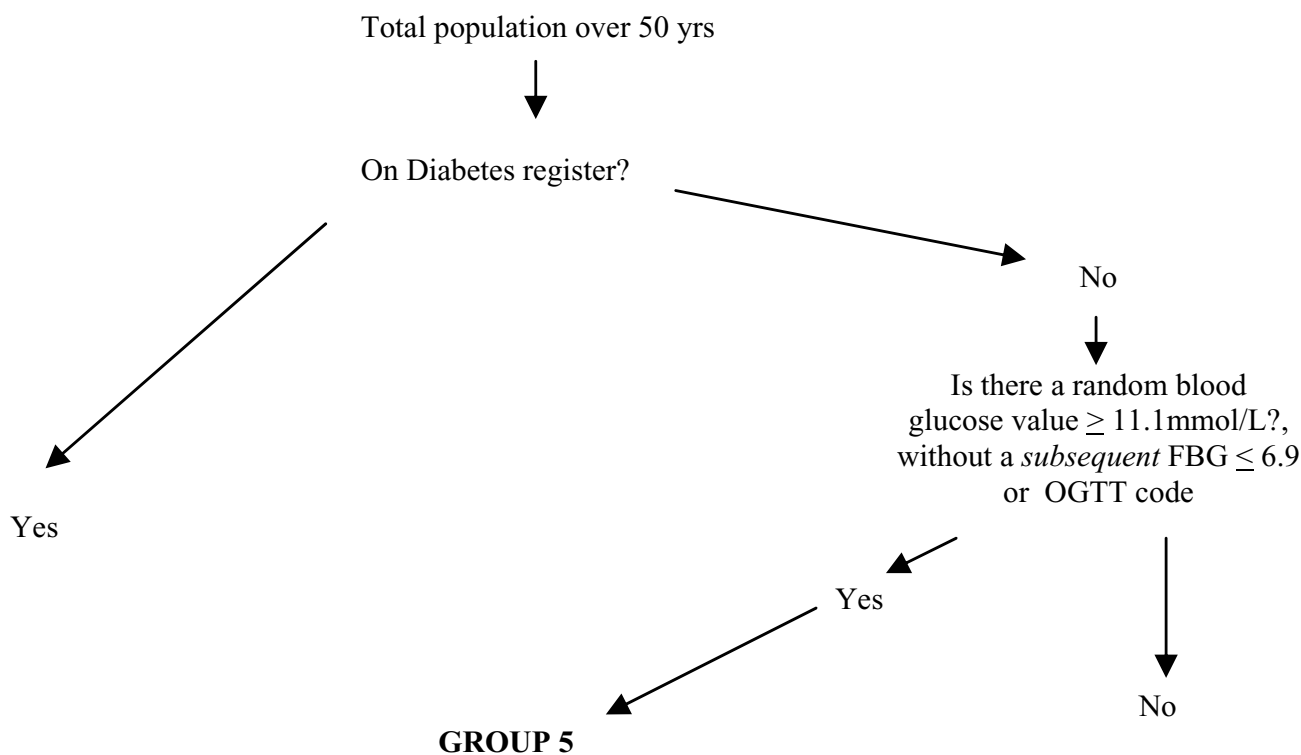 Total population over 50 yrs
On Diabetes register?
No
Is there a random blood
glucose value ≥ 11.1mmol/L?,
without a subsequent FBG ≤ 6.9
or OGTT code
Yes
Yes
No
GROUP 5